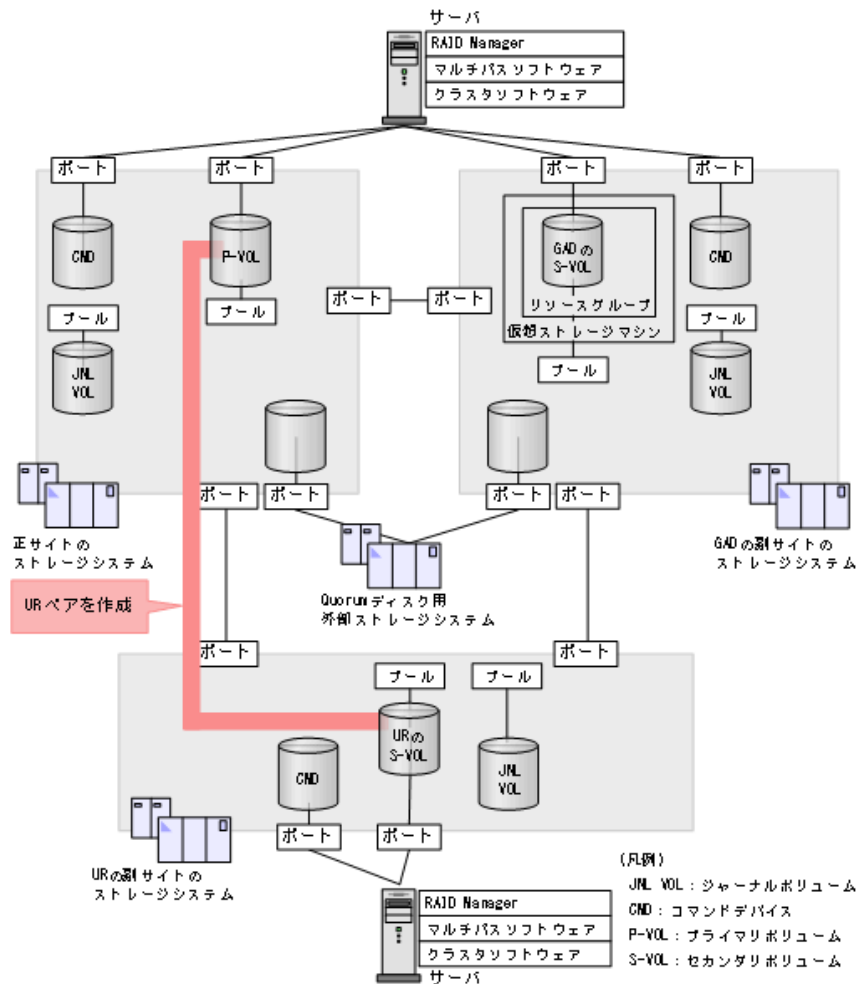 サーバ
RAID Manager
マルチパスソフトウェア
クラスタソフトウェア
ポート
ポート
ポート
ポート
CMD
P-VOL
GADの
S-VOL
CMD
リソースグループ
仮想ストレージマシン
プール
プール
プール
プール
ポート
ポート
JNL
VOL
JNL
VOL
ポート
ポート
ポート
ポート
正サイトの
ストレージシステム
GADの副サイトの
ストレージシステム
Quorumディスク用
外部ストレージシステム
URペアを作成
ポート
ポート
プール
プール
URの
S-VOL
CMD
JNL
VOL
ポート
ポート
URの副サイトの
ストレージシステム
RAID Manager
マルチパスソフトウェア
クラスタソフトウェア
サーバ
(凡例)
JNL VOL：ジャーナルボリューム
CMD：コマンドデバイス
P-VOL：プライマリボリューム
S-VOL：セカンダリボリューム